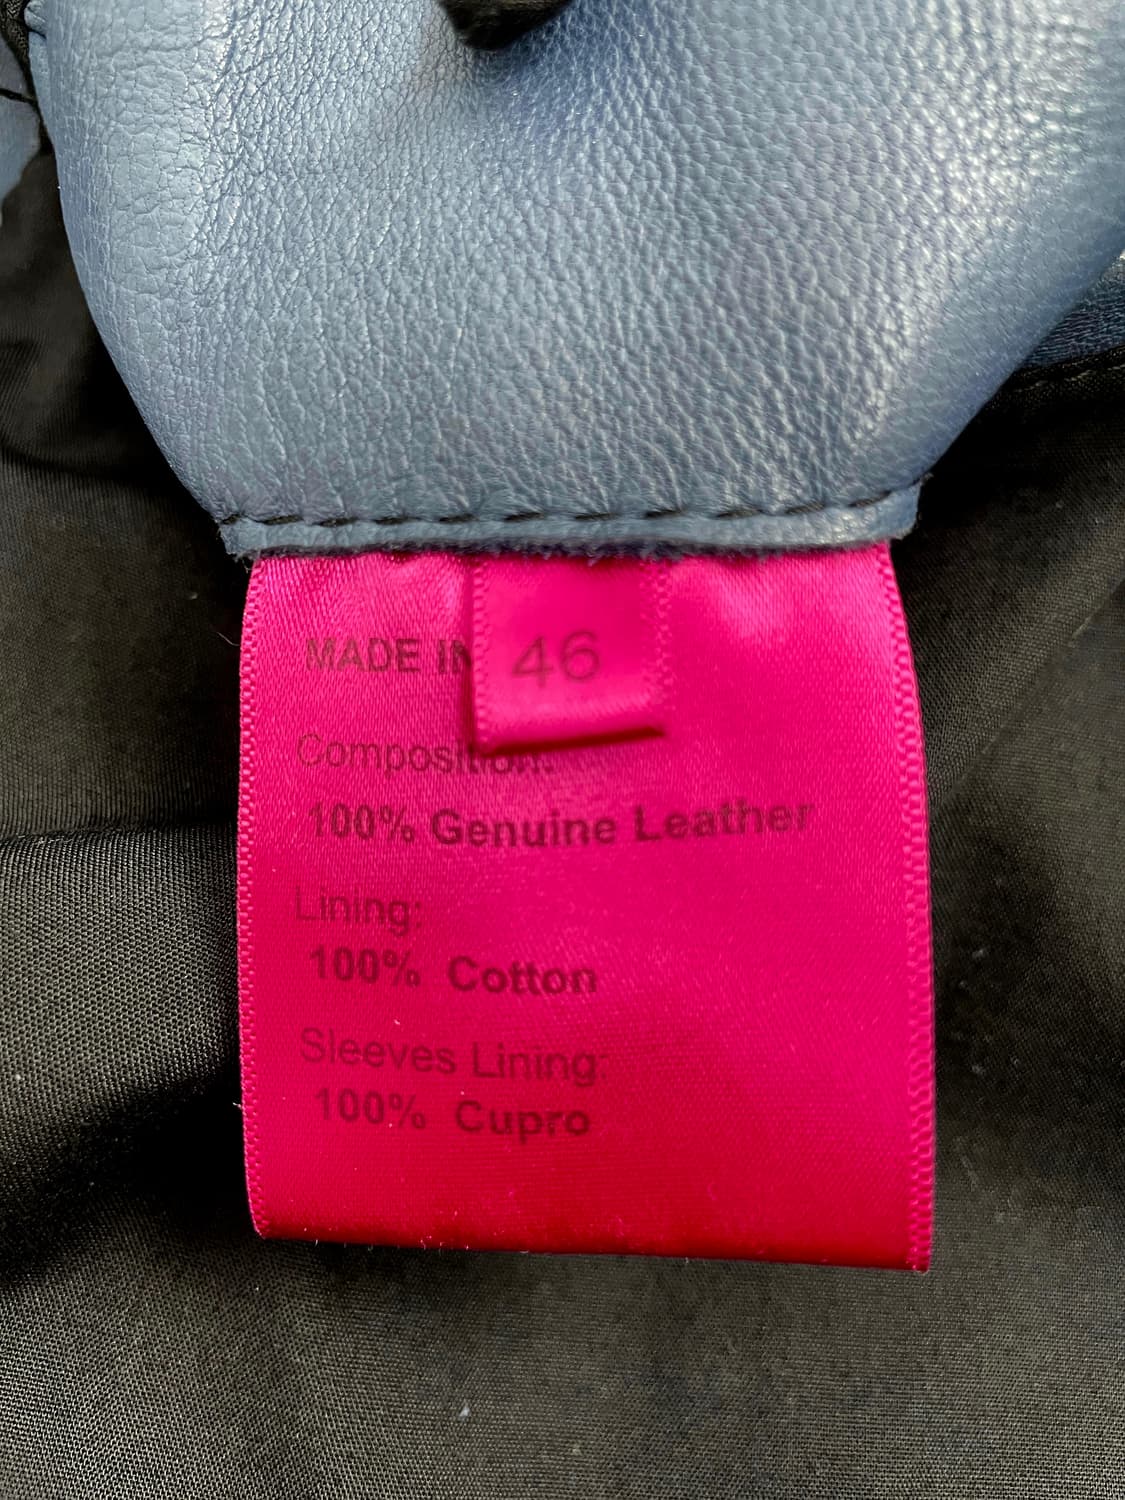 MADE IN
46
Composition:
100% Genuine Leather
Lining:
100% Cotton
Sleeves Lining:
100% Cupro